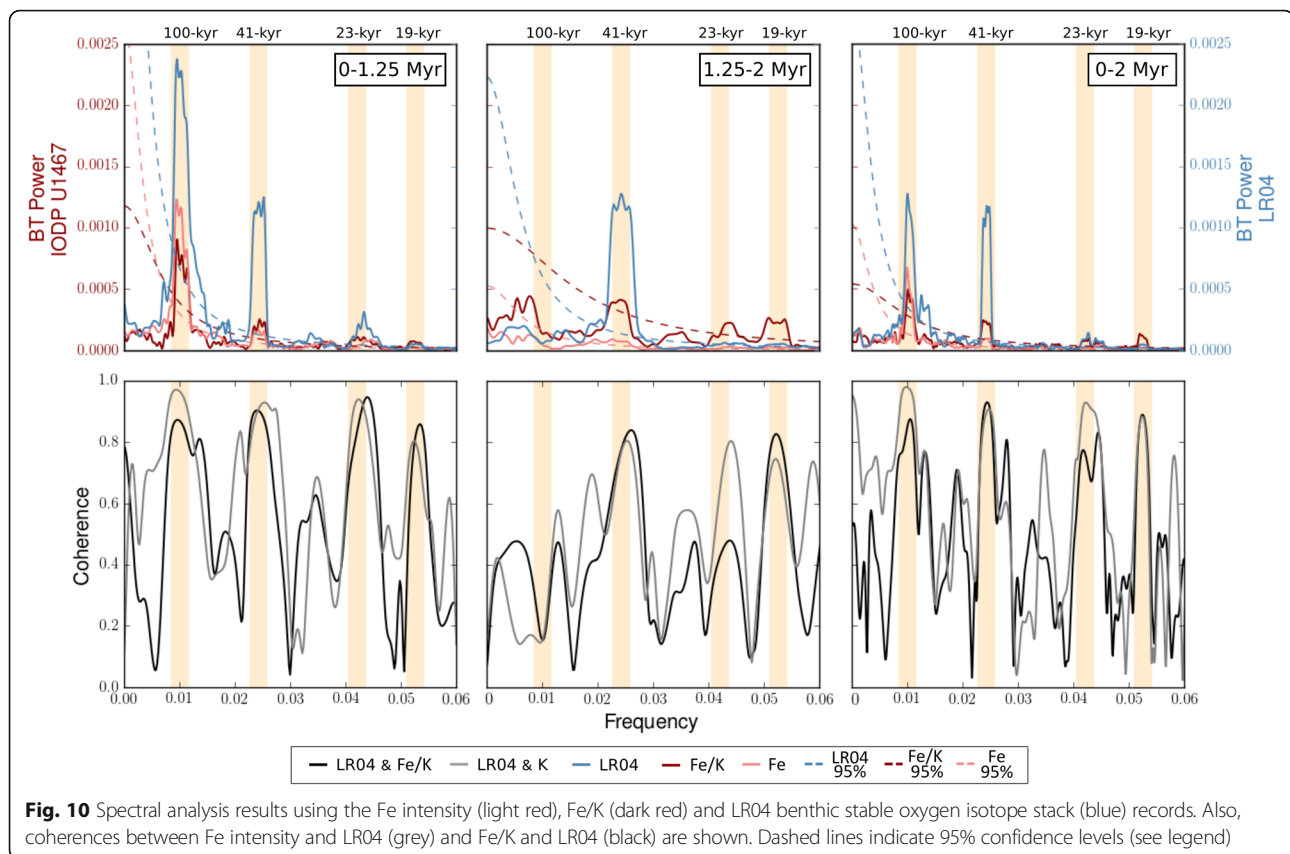 100-kyr 41-kyr 23-kyr 19-kyr 100-kyr 41-kyr 23-kyr 19-kyr 100-kyr 41-kyr 23-kyr 19-kyr
0.0025 0-1.25 Myr 1.25-2 Myr 0-2 Myr 0.0025
0.0020 0.0020
0.0015 0.0015
0.0010 0.0010
0.0005 0.0005
0.0000 0.0000
BT Power
IODP U1467
BT Power
LR04
1.0
0.8
0.6
0.4
0.2
0.0
Coherence
0.00 0.01 0.02 0.03 0.04 0.05 0.06 0.01 0.02 0.03 0.04 0.05 0.06 0.01 0.02 0.03 0.04 0.05 0.06
Frequency
LR04 & Fe/K LR04 & K LR04 Fe/K Fe LR04 95% Fe/K 95% Fe 95%
Fig. 10 Spectral analysis results using the Fe intensity (light red), Fe/K (dark red) and LR04 benthic stable oxygen isotope stack (blue) records. Also,
coherences between Fe intensity and LR04 (grey) and Fe/K and LR04 (black) are shown. Dashed lines indicate 95% confidence levels (see legend)